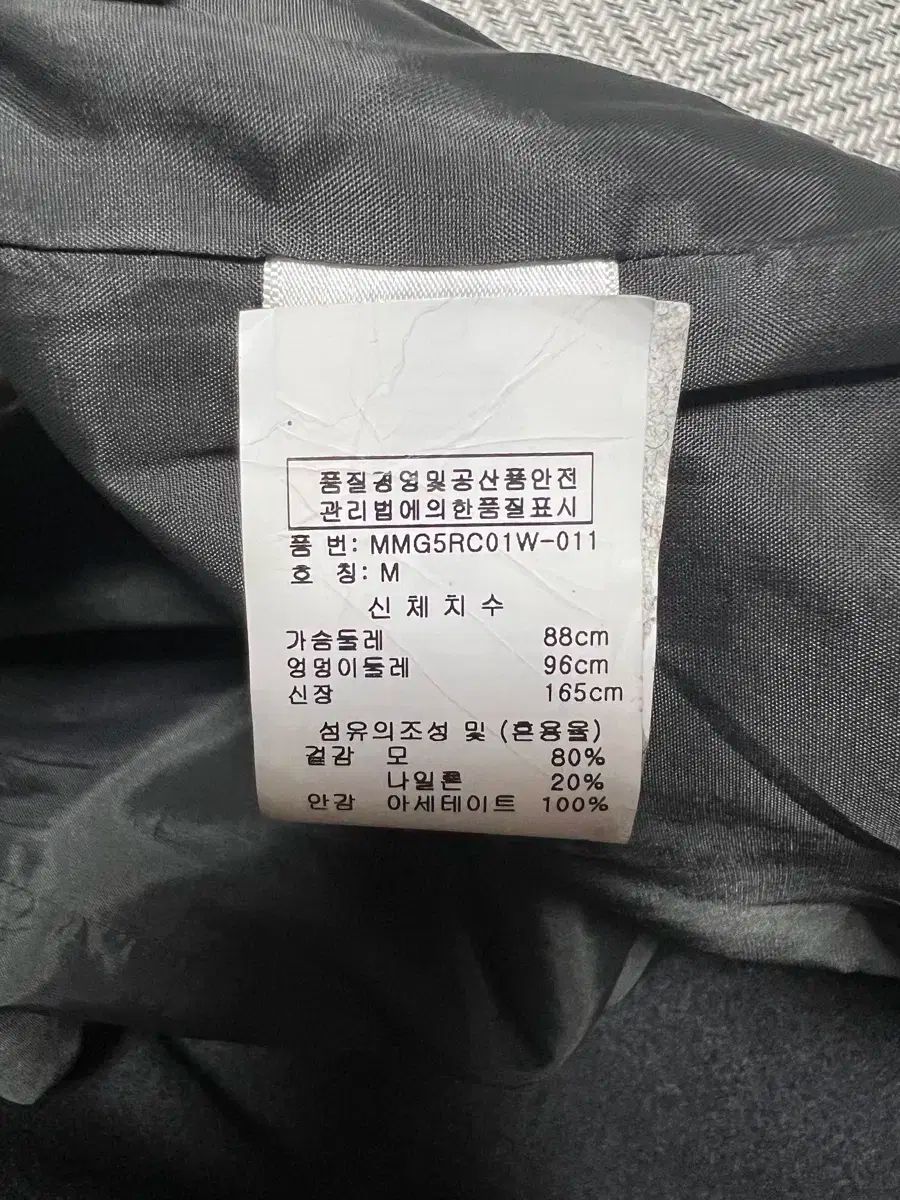 품질경영및공산품안전
관리법에의한품질표시
품 번: MMG5RC01W-011
호 칭: M
신 체 치 수
가슴둘레 88cm
엉덩이둘레 96cm
신장 165cm
섬유의조성 및 (혼용율)
겉감 모 80%
나일론 20%
안감 아세테이트 100%